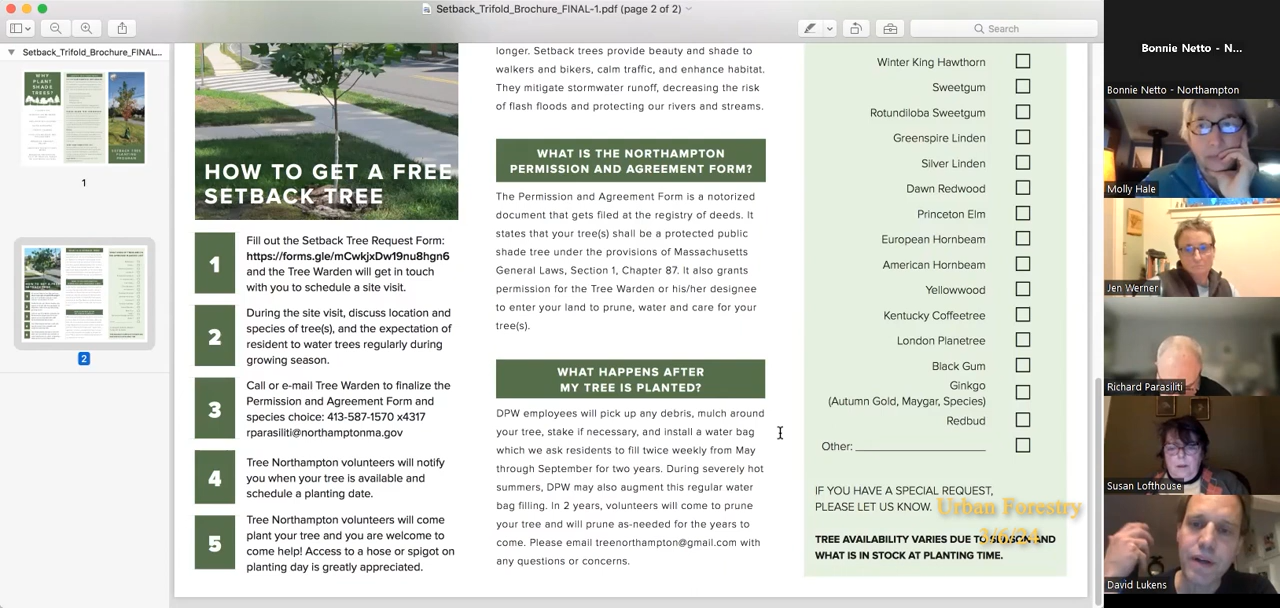 Setback_Trifold_Brochure_FINAL-1.pdf (page 2 of 2)
Search
Setback_Trifold_Brochure_FINAL...
WHY
PLANT
SHADE
TREES?
1
2
HOW TO GET A FREE
SETBACK TREE
1
Fill out the Setback Tree Request Form:
https://forms.gle/mCwkjxDw19nu8hgn6
and the Tree Warden will get in touch
with you to schedule a site visit.
2
During the site visit, discuss location and
species of tree(s), and the expectation of
resident to water trees regularly during
growing season.
3
Call or e-mail Tree Warden to finalize the
Permission and Agreement Form and
species choice: 413-587-1570 x4317
rparasiliti@northamptonma.gov
4
Tree Northampton volunteers will notify
you when your tree is available and
schedule a planting date.
5
Tree Northampton volunteers will come
plant your tree and you are welcome to
come help! Access to a hose or spigot on
planting day is greatly appreciated.
longer. Setback trees provide beauty and shade to
walkers and bikers, calm traffic, and enhance habitat.
They mitigate stormwater runoff, decreasing the risk
of flash floods and protecting our rivers and streams.
WHAT IS THE NORTHAMPTON
PERMISSION AND AGREEMENT FORM?
The Permission and Agreement Form is a notorized
document that gets filed at the registry of deeds. It
states that your tree(s) shall be a protected public
shade tree under the provisions of Massachusetts
General Laws, Section 1, Chapter 87. It also grants
permission for the Tree Warden or his/her designee
to enter your land to prune, water and care for your
tree(s).
WHAT HAPPENS AFTER
MY TREE IS PLANTED?
DPW employees will pick up any debris, mulch around
your tree, stake if necessary, and install a water bag
which we ask residents to fill twice weekly from May
through September for two years. During severely hot
summers, DPW may also augment this regular water
bag filling. In 2 years, volunteers will come to prune
your tree and will prune as-needed for the years to
come. Please email treenorthampton@gmail.com with
any questions or concerns.
Winter King Hawthorn
Sweetgum
Rotundiloba Sweetgum
Greenspire Linden
Silver Linden
Dawn Redwood
Princeton Elm
European Hornbeam
American Hornbeam
Yellowwood
Kentucky Coffeetree
London Planetree
Black Gum
Ginkgo
(Autumn Gold, Maygar, Species)
Redbud
Other:
IF YOU HAVE A SPECIAL REQUEST,
PLEASE LET US KNOW.
Urban Forestry
3/6/24
TREE AVAILABILITY VARIES DUE TO SEASON AND
WHAT IS IN STOCK AT PLANTING TIME.
Bonnie Netto - N...
Bonnie Netto - Northampton
Molly Hale
Jen Werner
Richard Parasiliti
Susan Lofthouse
David Lukens